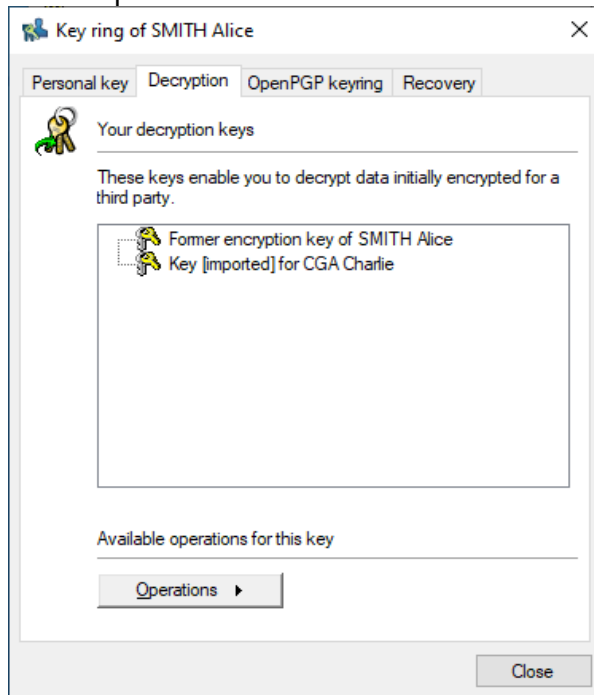 Key ring of SMITH Alice
Personal key Decryption OpenPGP keyring Recovery
Your decryption keys
These keys enable you to decrypt data initially encrypted for a
third party.
Former encryption key of SMITH Alice
Key [imported] for CGA Charlie
Available operations for this key
Operations
Close